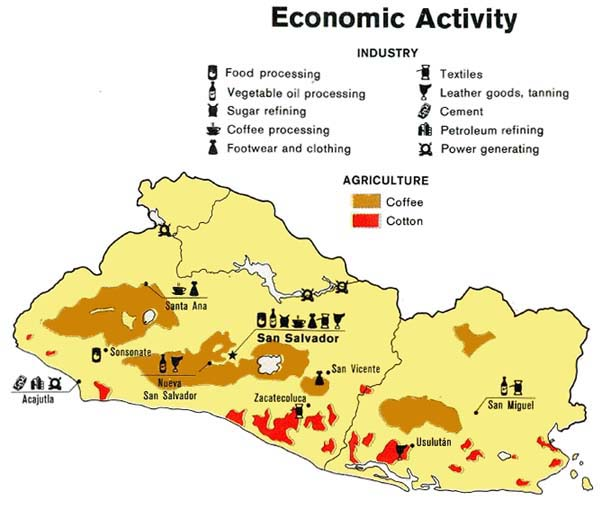 Economic Activity
INDUSTRY
Food processing
Vegetable oil processing
Sugar refining
Coffee processing
Footwear and clothing
Textiles
Leather goods, tanning
Cement
Petroleum refining
Power generating
AGRICULTURE
Coffee
Cotton
Santa Ana
San Salvador
Sonsonate
Nueva
San Salvador
San Vicente
Acajutla
Zacatecoluca
San Miguel
Usulután